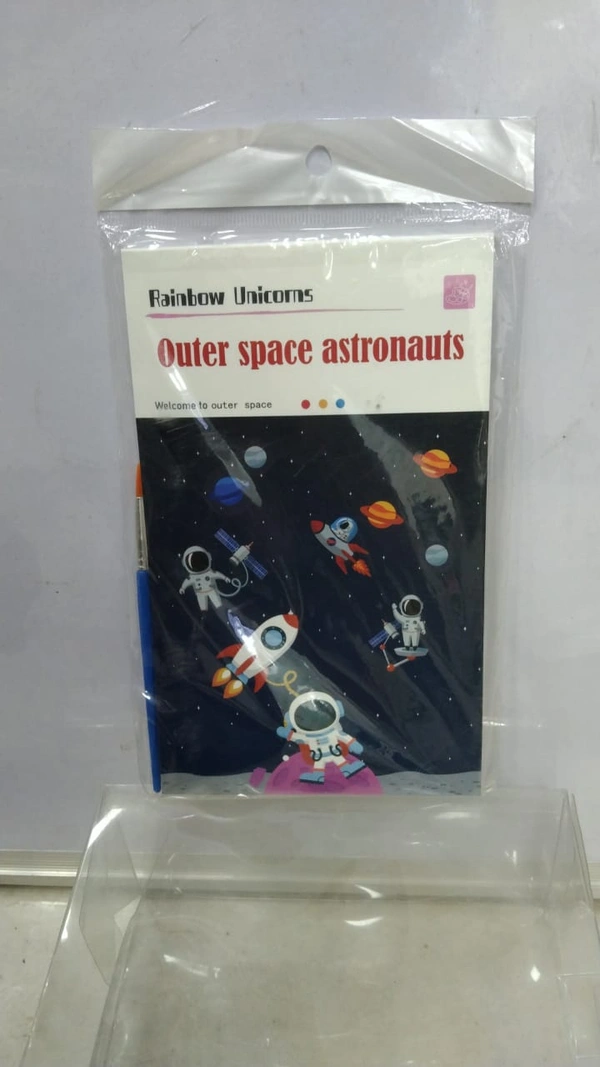 Rainbow Unicorns
Outer space astronauts
Welcome to outer space